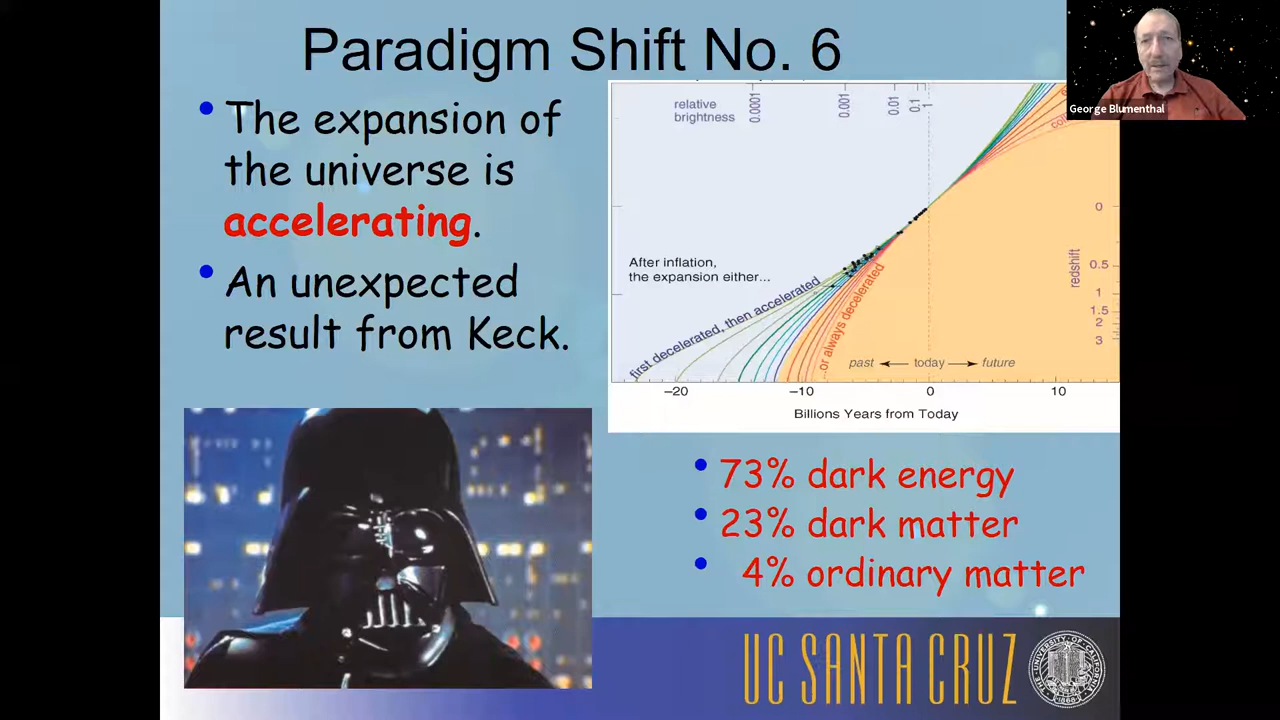 Paradigm Shift No. 6
George Blumenthal
• The expansion of
the universe is
accelerating.
• An unexpected
result from Keck.
relative
brightness
0.0001
0.001
0.01
0.1
1
After inflation,
the expansion either...
first decelerated, then accelerated
...or always decelerated
past
today
future
0
0.5
1
1.5
2
3
redshift
−20
−10
0
10
Billions Years from Today
• 73% dark energy
• 23% dark matter
• 4% ordinary matter
UC SANTA CRUZ